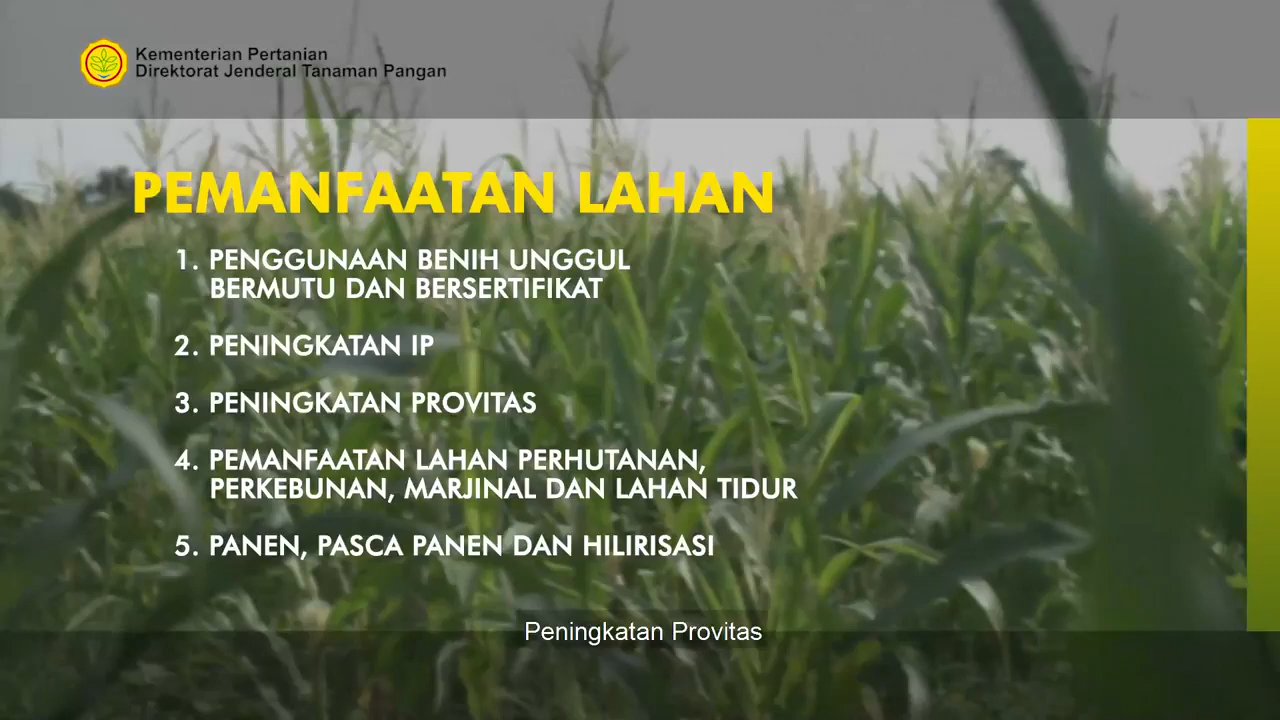 Kementerian Pertanian
Direktorat Jenderal Tanaman Pangan
PEMANFAATAN LAHAN
1. PENGGUNAAN BENIH UNGGUL
BERMUTU DAN BERSERTIFIKAT
2. PENINGKATAN IP
3. PENINGKATAN PROVITAS
4. PEMANFAATAN LAHAN PERHUTANAN,
PERKEBUNAN, MARJINAL DAN LAHAN TIDUR
5. PANEN, PASCA PANEN DAN HILIRISASI
Peningkatan Provitas